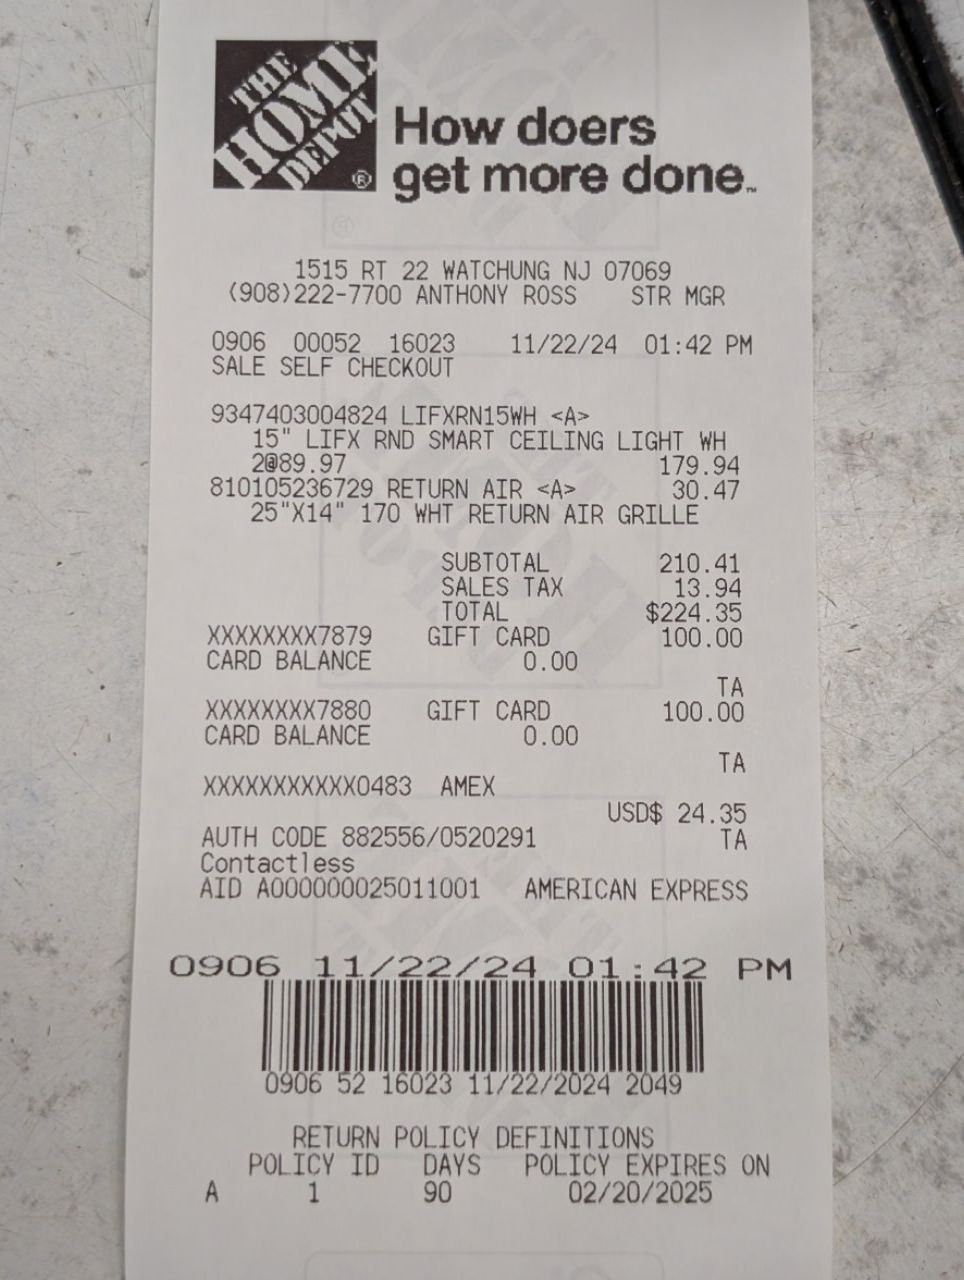 THE
HOME
DEPOT
®
How doers
get more done.™
1515 RT 22 WATCHUNG NJ 07069
(908)222-7700 ANTHONY ROSS STR MGR
0906 00052 16023 11/22/24 01:42 PM
SALE SELF CHECKOUT
9347403004824 LIFXRN15WH <A>
15" LIFX RND SMART CEILING LIGHT WH
2@89.97 179.94
810105236729 RETURN AIR <A> 30.47
25"X14" 170 WHT RETURN AIR GRILLE
SUBTOTAL 210.41
SALES TAX 13.94
TOTAL $224.35
XXXXXXXX7879 GIFT CARD 100.00
CARD BALANCE 0.00
TA
XXXXXXXX7880 GIFT CARD 100.00
CARD BALANCE 0.00
TA
XXXXXXXXXXX0483 AMEX
USD$ 24.35
AUTH CODE 882556/0520291 TA
Contactless
AID A000000025011001 AMERICAN EXPRESS
0906 11/22/24 01:42 PM
0906 52 16023 11/22/2024 2049
RETURN POLICY DEFINITIONS
POLICY ID DAYS POLICY EXPIRES ON
A 1 90 02/20/2025